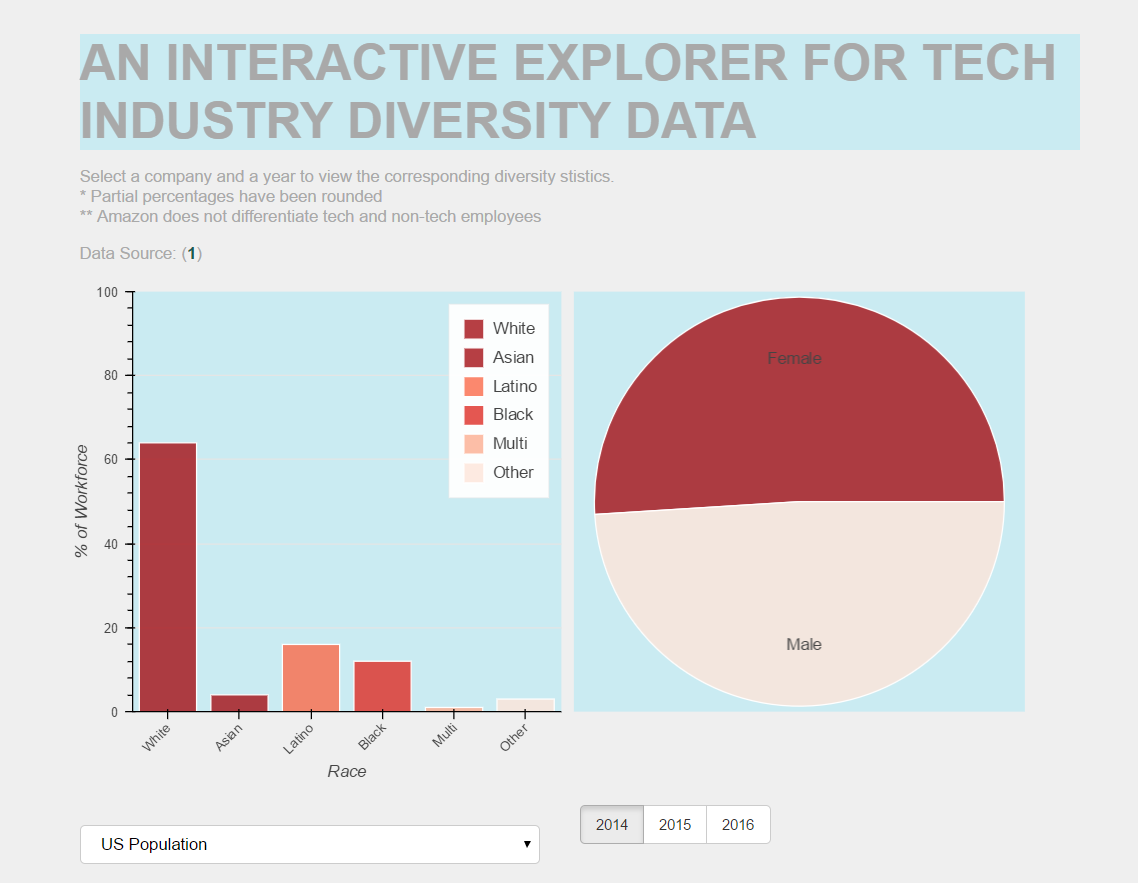 AN INTERACTIVE EXPLORER FOR TECH
INDUSTRY DIVERSITY DATA
Select a company and a year to view the corresponding diversity stistics.
* Partial percentages have been rounded
** Amazon does not differentiate tech and non-tech employees
Data Source: (1)
100
80
60
40
20
0
% of Workforce
White
Asian
Latino
Black
Multi
Other
White
Asian
Latino
Black
Multi
Other
Race
Female
Male
2014
2015
2016
US Population